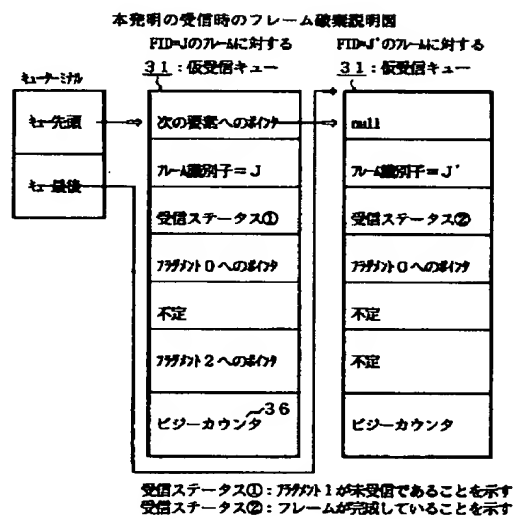 本発明の受信時のフレーム破棄説明図
FID=Jのフレームに対する
31：仮受信キュー
FID=J'のフレームに対する
31：仮受信キュー
キューターミナル
キュー先頭
キュー最後
次の要素へのポインタ
フレーム識別子＝J
受信ステータス①
フラグメント0へのポインタ
不定
フラグメント2へのポインタ
ビジーカウンタ
36
null
フレーム識別子＝J'
受信ステータス②
フラグメント0へのポインタ
不定
不定
ビジーカウンタ
受信ステータス①：フラグメント1が未受信であることを示す
受信ステータス②：フレームが完成していることを示す